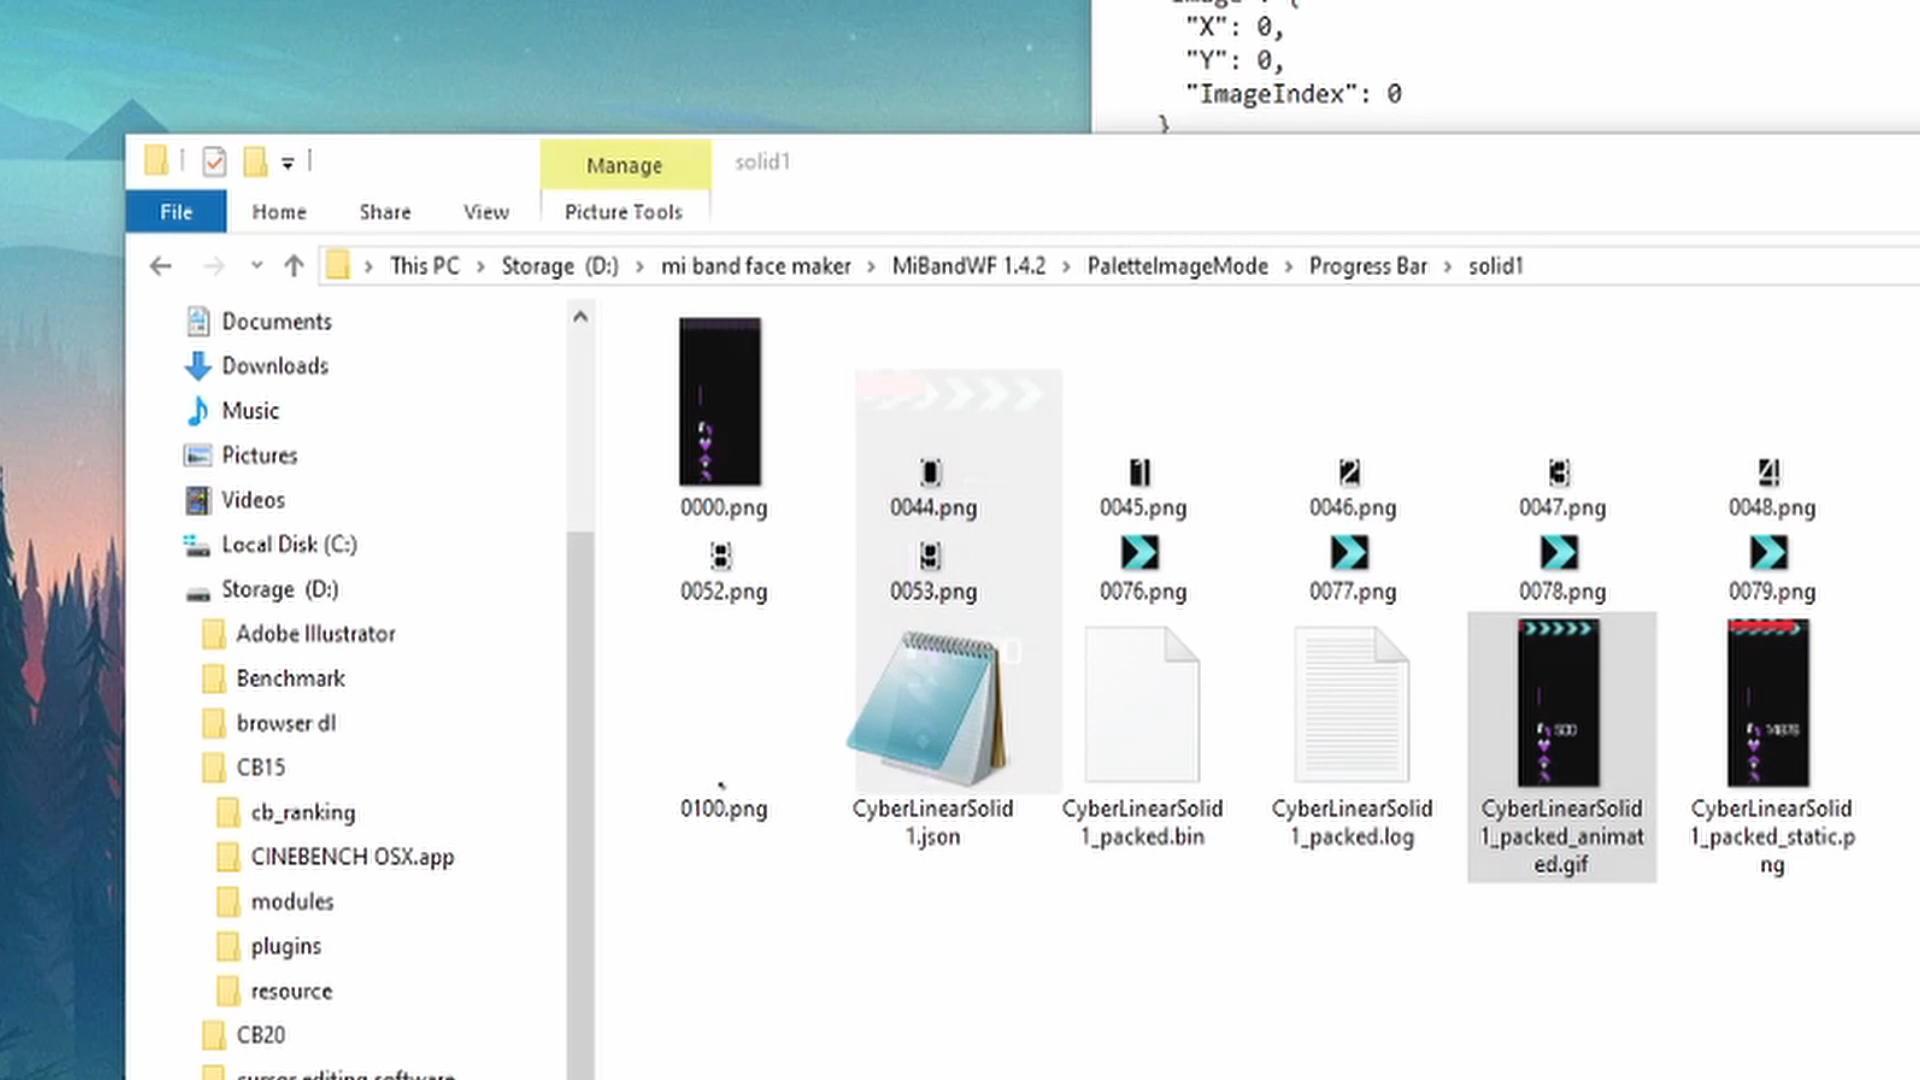 "X": 0,
"Y": 0,
"ImageIndex": 0
}
Manage
solid1
File
Home
Share
View
Picture Tools
This PC
Storage (D:)
mi band face maker
MiBandWF 1.4.2
PaletteImageMode
Progress Bar
solid1
Documents
Downloads
Music
Pictures
Videos
Local Disk (C:)
Storage (D:)
Adobe Illustrator
Benchmark
browser dl
CB15
cb_ranking
CINEBENCH OSX.app
modules
plugins
resource
CB20
cursor editing software
0000.png
0044.png
0045.png
0046.png
0047.png
0048.png
0052.png
0053.png
0076.png
0077.png
0078.png
0079.png
0100.png
CyberLinearSolid
1.json
CyberLinearSolid
1_packed.bin
CyberLinearSolid
1_packed.log
CyberLinearSolid
1_packed_animat
ed.gif
CyberLinearSolid
1_packed_static.p
ng